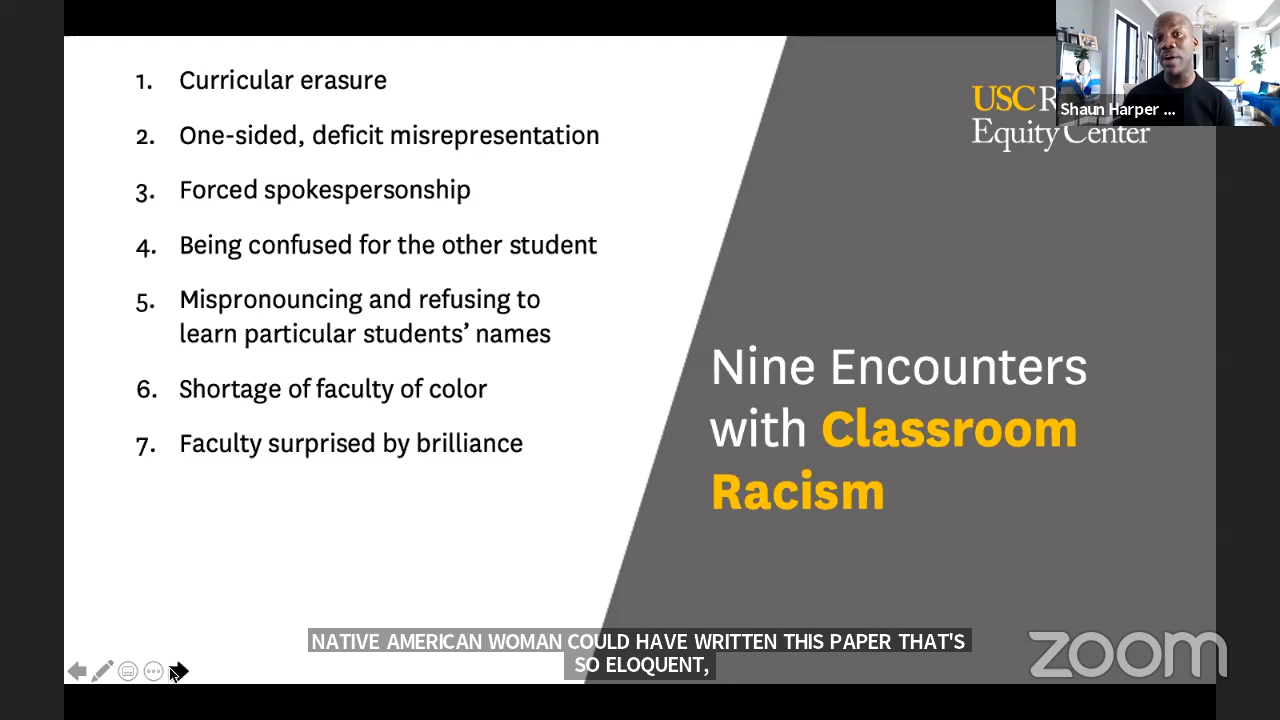 1. Curricular erasure
2. One-sided, deficit misrepresentation
3. Forced spokespersonship
4. Being confused for the other student
5. Mispronouncing and refusing to
learn particular students’ names
6. Shortage of faculty of color
7. Faculty surprised by brilliance
USC R
Equity Center
Shaun Harper ...
Nine Encounters
with Classroom
Racism
NATIVE AMERICAN WOMAN COULD HAVE WRITTEN THIS PAPER THAT'S
SO ELOQUENT,
zoom